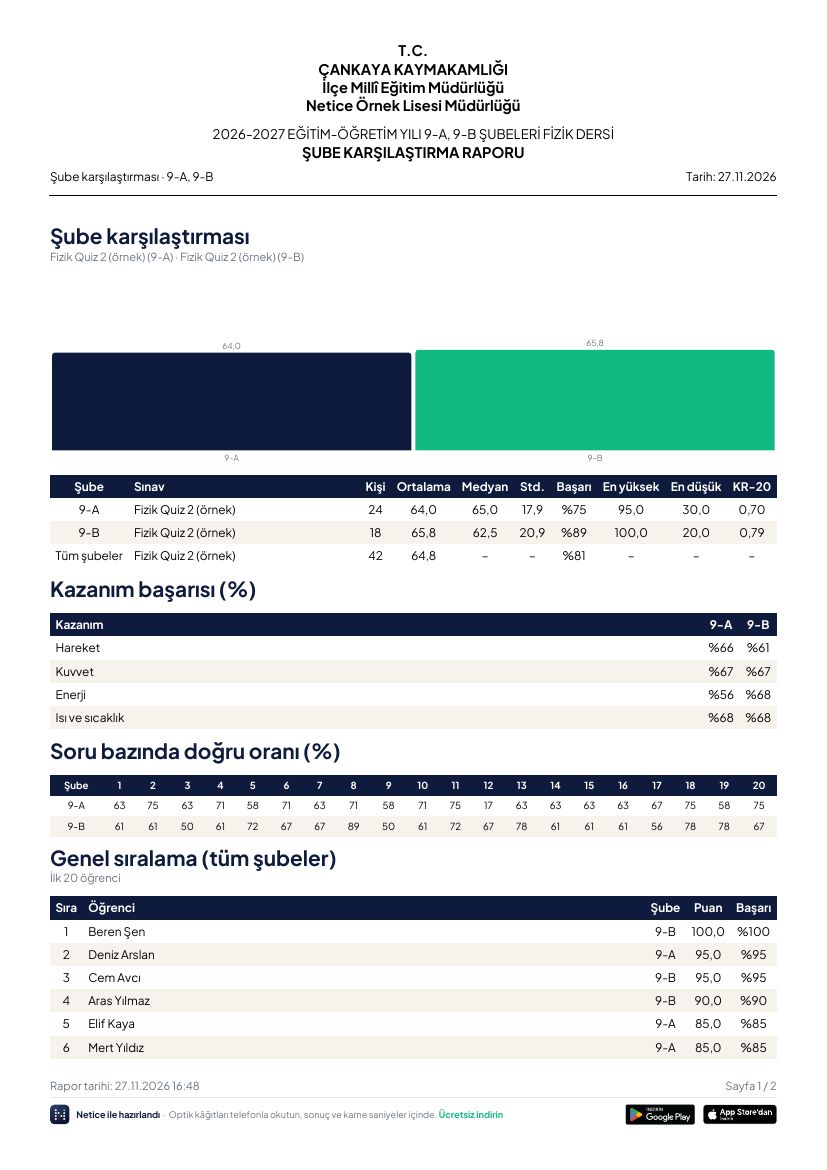 T.C.
ÇANKAYA KAYMAKAMLIĞI
İlçe Millî Eğitim Müdürlüğü
Netice Örnek Lisesi Müdürlüğü
2026-2027 EĞİTİM-ÖĞRETİM YILI 9-A, 9-B ŞUBELERİ FİZİK DERSİ
ŞUBE KARŞILAŞTIRMA RAPORU
Şube karşılaştırması · 9-A, 9-B Tarih: 27.11.2026
Şube karşılaştırması
Fizik Quiz 2 (örnek) (9-A) · Fizik Quiz 2 (örnek) (9-B)
64,0 65,8
9-A 9-B
Şube Sınav Kişi Ortalama Medyan Std. Başarı En yüksek En düşük KR-20
9-A Fizik Quiz 2 (örnek) 24 64,0 65,0 17,9 %75 95,0 30,0 0,70
9-B Fizik Quiz 2 (örnek) 18 65,8 62,5 20,9 %89 100,0 20,0 0,79
Tüm şubeler Fizik Quiz 2 (örnek) 42 64,8 – – %81 – – –
Kazanım başarısı (%)
Kazanım 9-A 9-B
Hareket %66 %61
Kuvvet %67 %67
Enerji %56 %68
Isı ve sıcaklık %68 %68
Soru bazında doğru oranı (%)
Şube 1 2 3 4 5 6 7 8 9 10 11 12 13 14 15 16 17 18 19 20
9-A 63 75 63 71 58 71 63 71 58 71 75 17 63 63 63 63 67 75 58 75
9-B 61 61 50 61 72 67 67 89 50 61 72 67 78 61 61 61 56 78 78 67
Genel sıralama (tüm şubeler)
İlk 20 öğrenci
Sıra Öğrenci Şube Puan Başarı
1 Beren Şen 9-B 100,0 %100
2 Deniz Arslan 9-A 95,0 %95
3 Cem Avcı 9-B 95,0 %95
4 Aras Yılmaz 9-B 90,0 %90
5 Elif Kaya 9-A 85,0 %85
6 Mert Yıldız 9-A 85,0 %85
Rapor tarihi: 27.11.2026 16:48 Sayfa 1 / 2
Netice ile hazırlandı · Optik kâğıtları telefonla okutun, sonuç ve karne saniyeler içinde. Ücretsiz indirin
İNDİRİN Google Play
App Store'dan İndirin